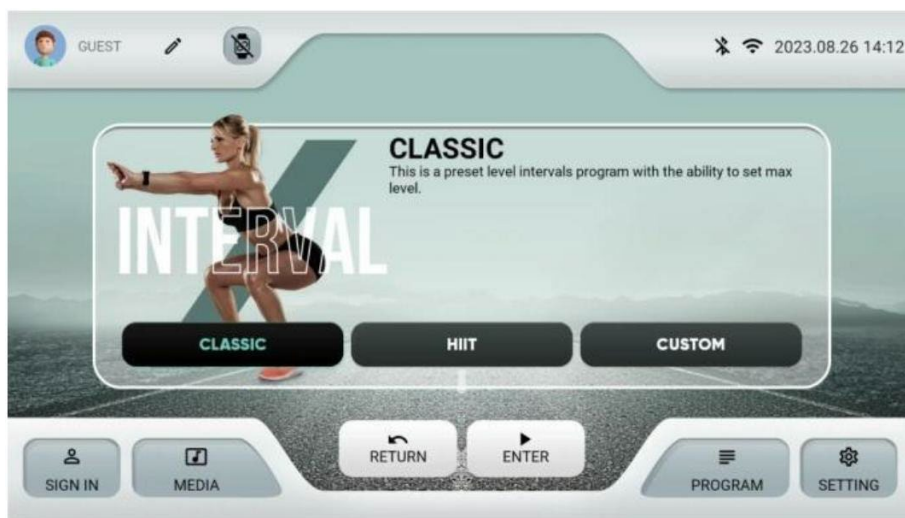 GUEST
2023.08.26 14:12
CLASSIC
This is a preset level intervals program with the ability to set max
level.
INTERVAL
CLASSIC
HIIT
CUSTOM
RETURN
ENTER
SIGN IN
MEDIA
PROGRAM
SETTING